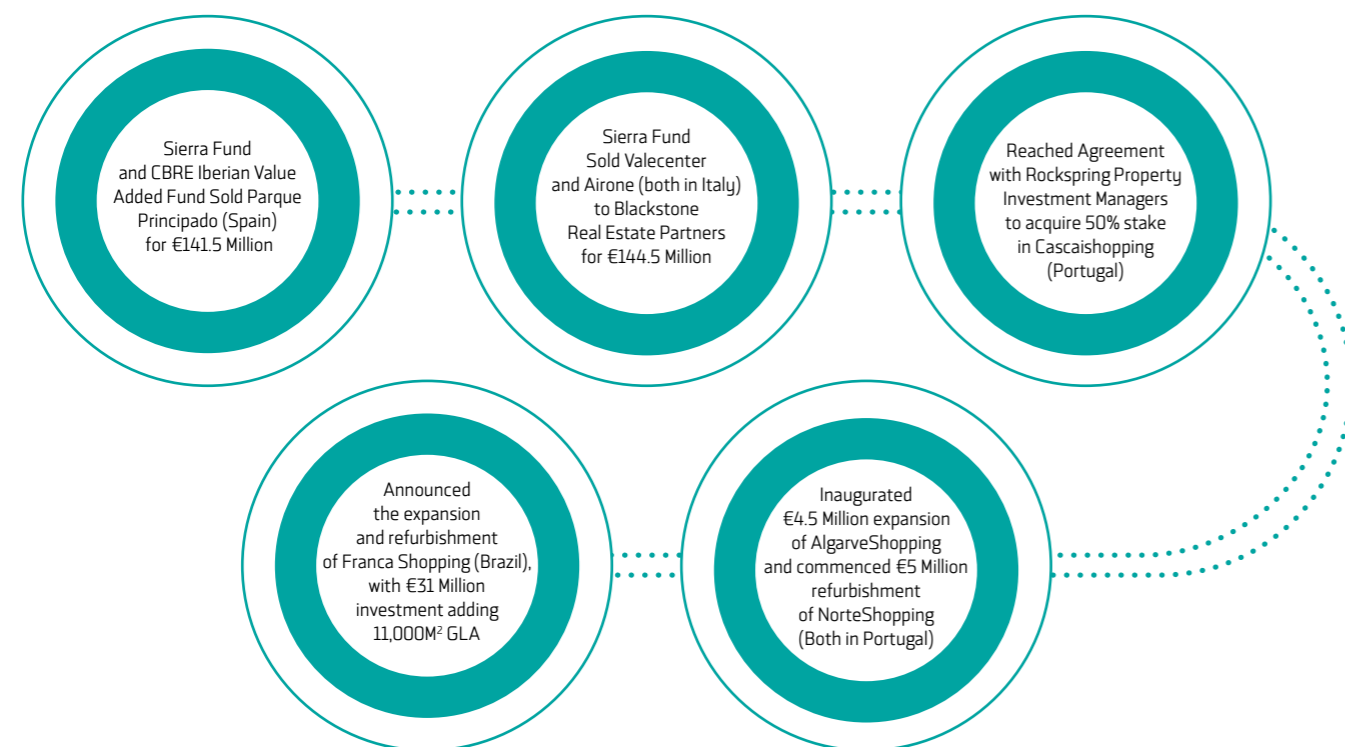 Sierra Fund
and CBRE Iberian Value
Added Fund Sold Parque
Principado (Spain)
for €141.5 Million
Sierra Fund
Sold Valecenter
and Airone (both in Italy)
to Blackstone
Real Estate Partners
for €144.5 Million
Reached Agreement
with Rockspring Property
Investment Managers
to acquire 50% stake
in Cascaishopping
(Portugal)
Inaugurated
€4.5 Million expansion
of AlgarveShopping
and commenced €5 Million
refurbishment
of NorteShopping
(Both in Portugal)
Announced
the expansion
and refurbishment
of Franca Shopping (Brazil),
with €31 Million
investment adding
11,000M² GLA